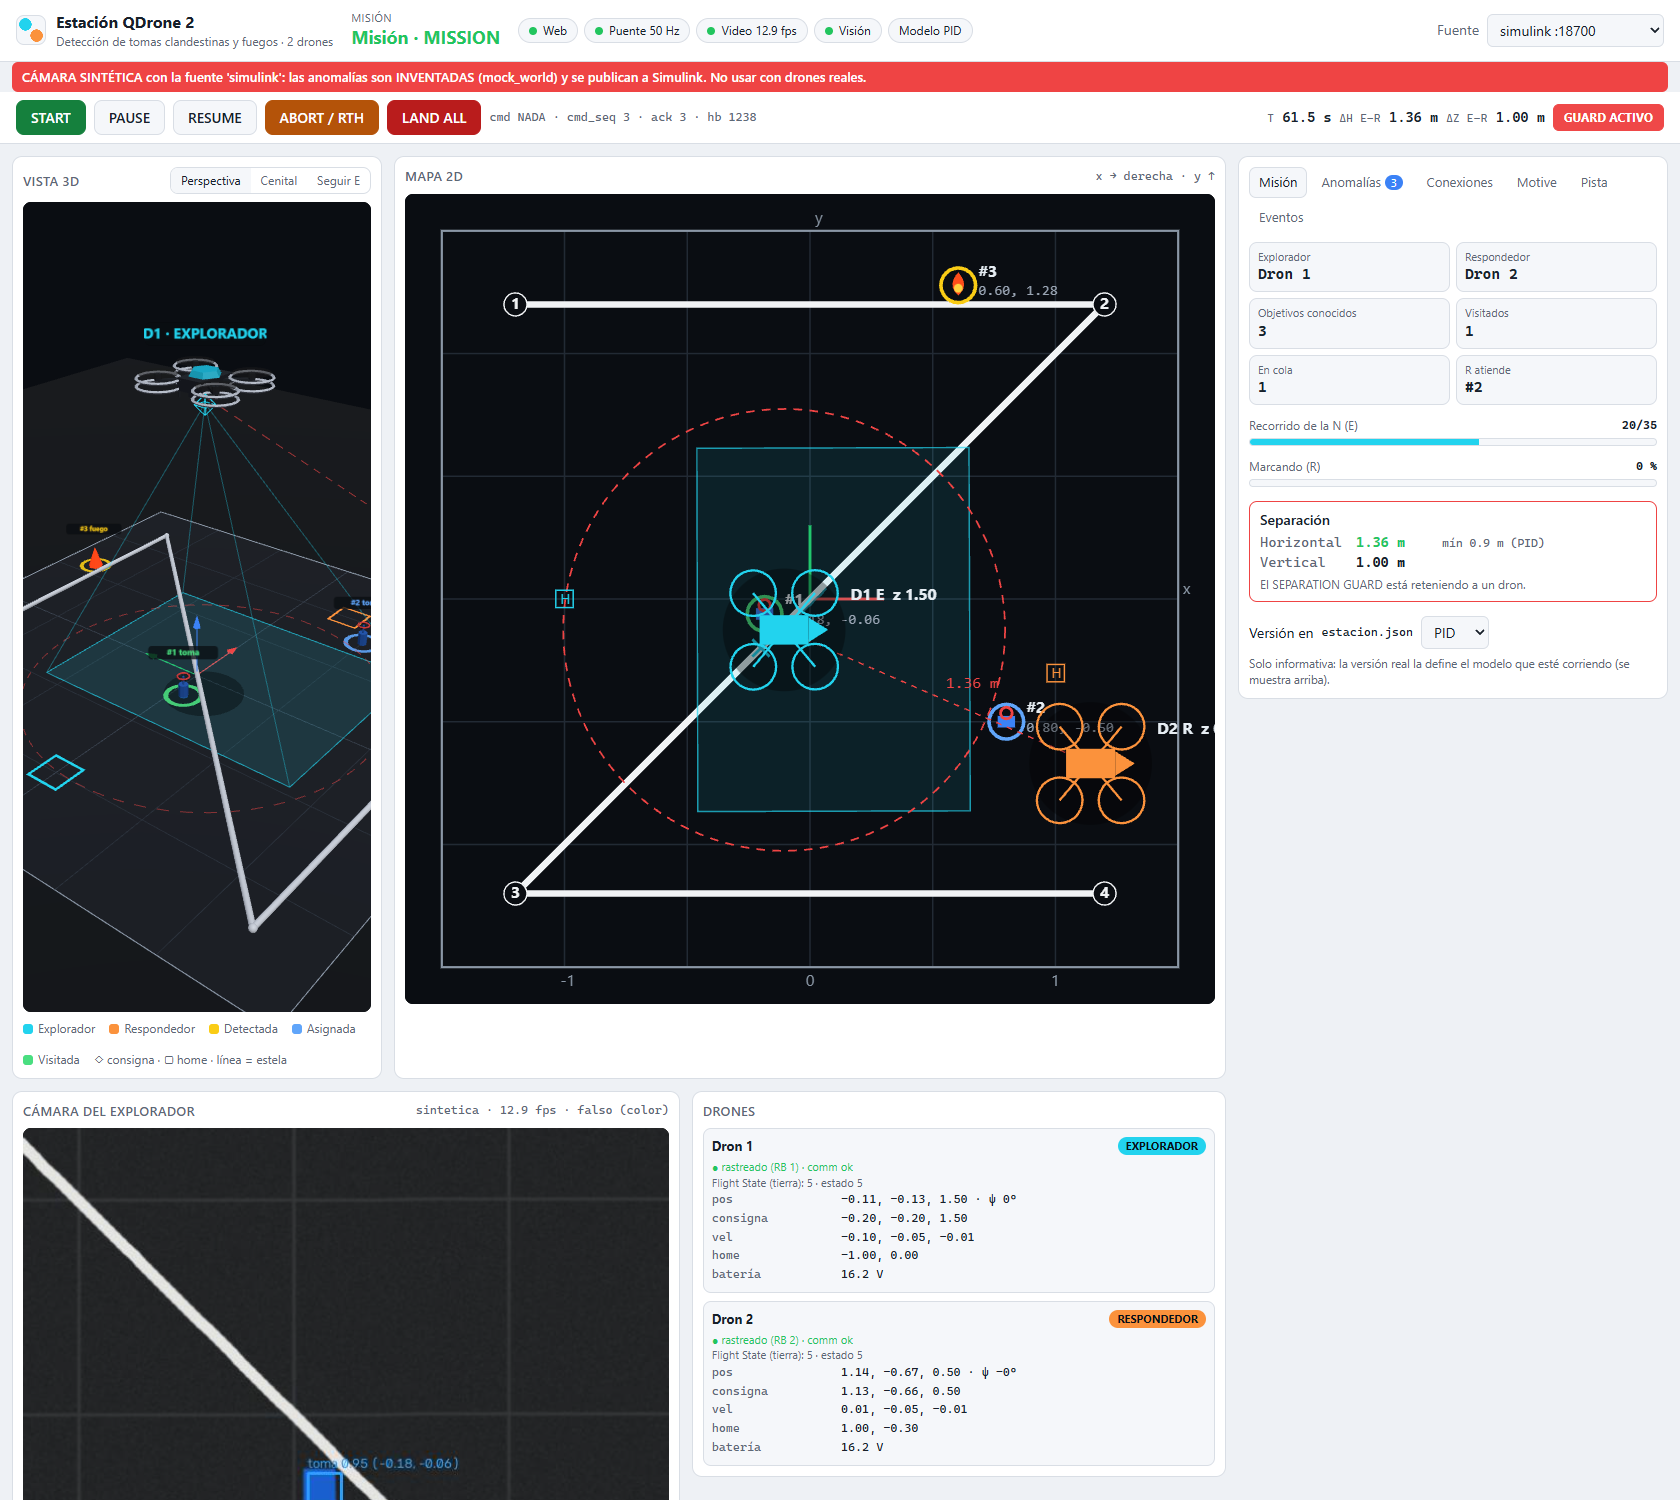 Estación QDrone 2
Detección de tomas clandestinas y fuegos · 2 drones
MISIÓN
Misión · MISSION
Web
Puente 50 Hz
Video 12.9 fps
Visión
Modelo PID
Fuente
simulink :18700
CÁMARA SINTÉTICA con la fuente 'simulink': las anomalías son INVENTADAS (mock_world) y se publican a Simulink. No usar con drones reales.
START
PAUSE
RESUME
ABORT / RTH
LAND ALL
cmd NADA · cmd_seq 3 · ack 3 · hb 1238
T 61.5 s ΔH E–R 1.36 m ΔZ E–R 1.00 m
GUARD ACTIVO
VISTA 3D
Perspectiva
Cenital
Seguir E
D1 · EXPLORADOR
#3 fuego
#2 to
#1 toma
Explorador
Respondedor
Detectada
Asignada
Visitada
◇ consigna · ▢ home · línea = estela
MAPA 2D
x → derecha · y ↑
y
#3
0.60, 1.28
1
2
H
#1
D1 E z 1.50
, -0.06
x
1.36 m
H
#2
0.80, -0.50
D2 R z
3
4
-1
0
1
Misión
Anomalías 3
Conexiones
Motive
Pista
Eventos
Explorador
Dron 1
Respondedor
Dron 2
Objetivos conocidos
3
Visitados
1
En cola
1
R atiende
#2
Recorrido de la N (E)
20/35
Marcando (R)
0 %
Separación
Horizontal 1.36 m mín 0.9 m (PID)
Vertical 1.00 m
El SEPARATION GUARD está reteniendo a un dron.
Versión en estacion.json PID
Solo informativa: la versión real la define el modelo que esté corriendo (se
muestra arriba).
CÁMARA DEL EXPLORADOR
sintetica · 12.9 fps · falso (color)
toma 0.95 (-0.18, -0.06)
DRONES
Dron 1
EXPLORADOR
● rastreado (RB 1) · comm ok
Flight State (tierra): 5 · estado 5
pos −0.11, −0.13, 1.50 · ψ 0°
consigna −0.20, −0.20, 1.50
vel −0.10, −0.05, −0.01
home −1.00, 0.00
batería 16.2 V
Dron 2
RESPONDEDOR
● rastreado (RB 2) · comm ok
Flight State (tierra): 5 · estado 5
pos 1.14, −0.67, 0.50 · ψ −0°
consigna 1.13, −0.66, 0.50
vel 0.01, −0.05, −0.01
home 1.00, −0.30
batería 16.2 V